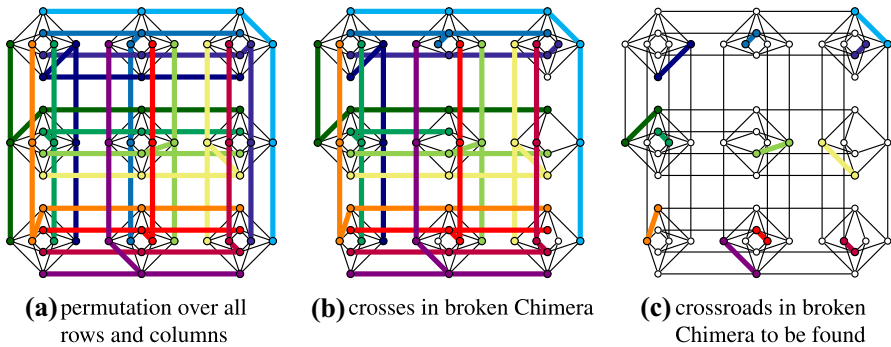 (a) permutation over all
rows and columns
(b) crosses in broken Chimera
(c) crossroads in broken
Chimera to be found